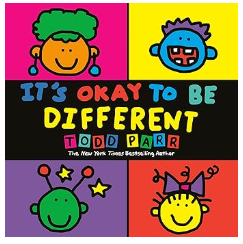 IT'S OKAY TO BE
DIFFERENT
TODD PARR
The New York Times Bestselling Author